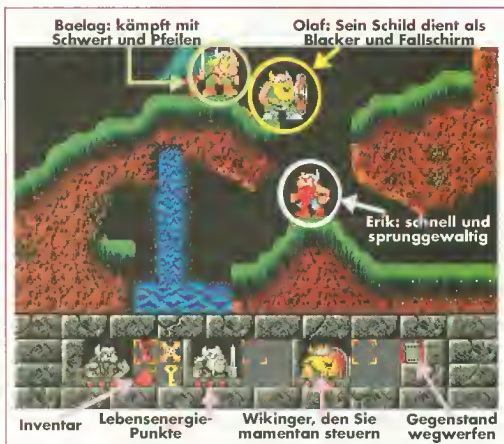 Baelag: kämpft mit
Schwert und Pfeilen
Olaf: Sein Schild dient als
Blacker und Fallschirm
Erik: schnell und
sprunggewaltig
Inventar
Lebensenergie-
Punkte
Wikinger, den Sie
mamentan steuern
Gegenstand
wegwerfen